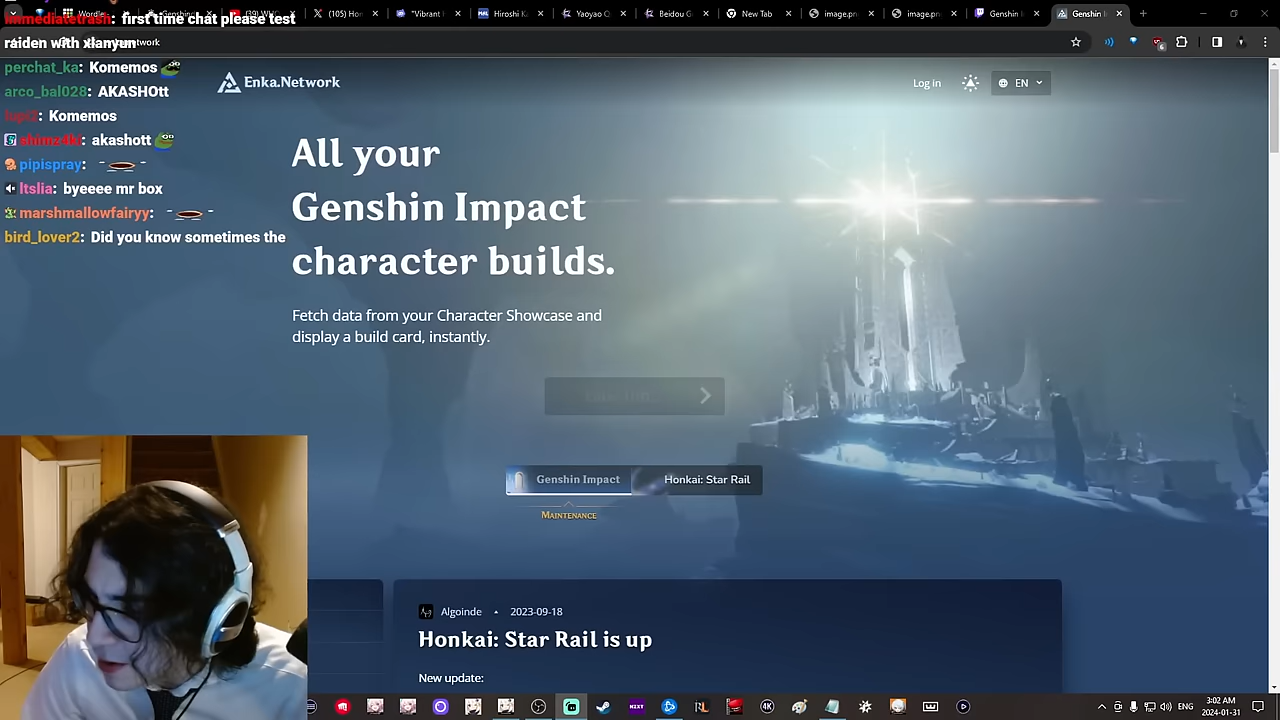 immediatetrash: first time chat please test
raiden with xianyun
perchat_ka: Komemos
arco_bal028: AKASHOtt
Komemos
akashott
pipispray:
ltslia: byeeee mr box
marshmallowfairyy:
bird_lover2: Did you know sometimes the
Enka.Network
Log in
EN
All your
Genshin Impact
character builds.
Fetch data from your Character Showcase and
display a build card, instantly.
Genshin Impact
Honkai: Star Rail
MAINTENANCE
Algoinde
2023-09-18
Honkai: Star Rail is up
New update:
ENG
3:02 AM
2024-01-31